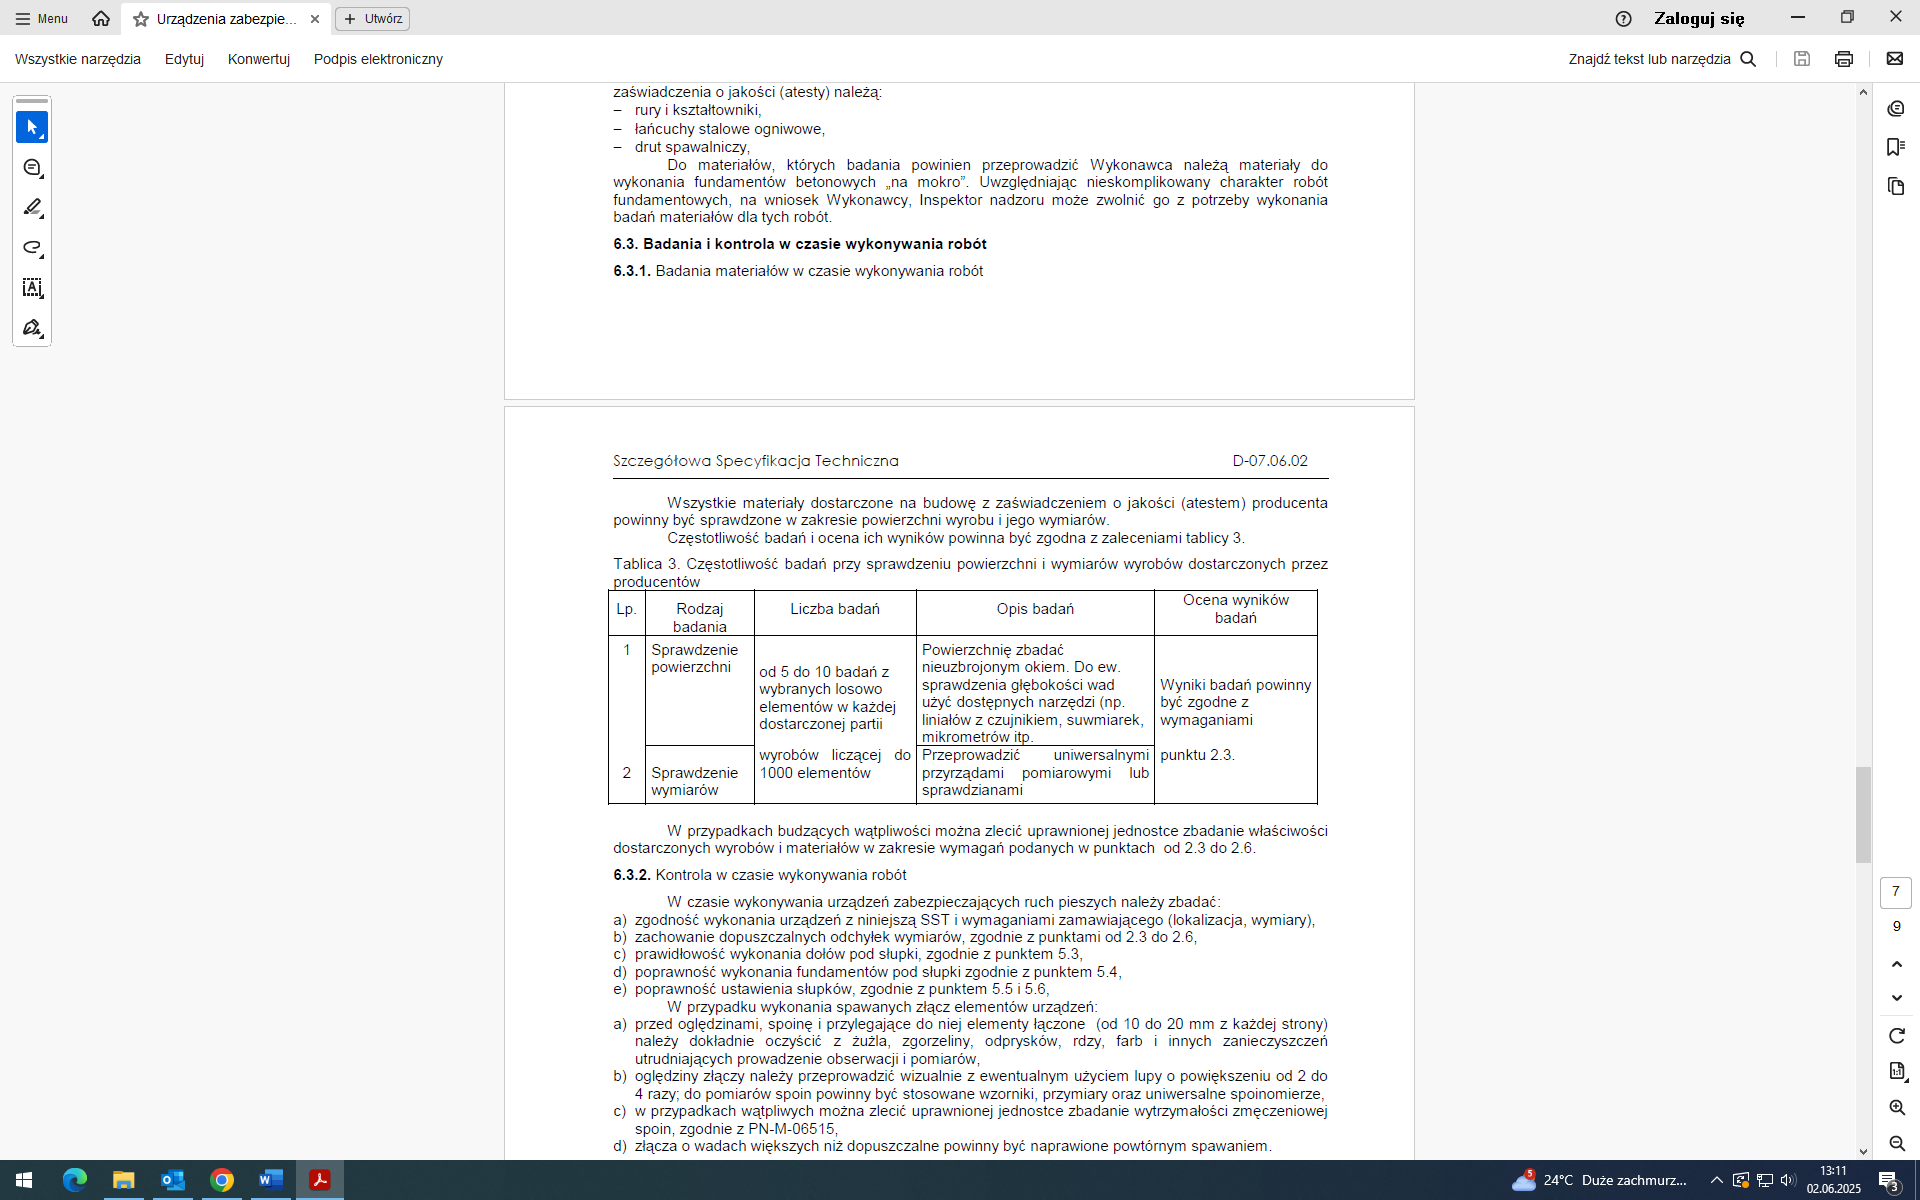 Menu
Urządzenia zabezpie...
Utwórz
Zaloguj się
Wszystkie narzędzia
Edytuj
Konwertuj
Podpis elektroniczny
Znajdź tekst lub narzędzia
zaświadczenia o jakości (atesty) należą:
– rury i kształtowniki,
– łańcuchy stalowe ogniwowe,
– drut spawalniczy,
Do materiałów, których badania powinien przeprowadzić Wykonawca należą materiały do
wykonania fundamentów betonowych „na mokro”. Uwzględniając nieskomplikowany charakter robót
fundamentowych, na wniosek Wykonawcy, Inspektor nadzoru może zwolnić go z potrzeby wykonania
badań materiałów dla tych robót.
6.3. Badania i kontrola w czasie wykonywania robót
6.3.1. Badania materiałów w czasie wykonywania robót
Szczegółowa Specyfikacja Techniczna D-07.06.02
Wszystkie materiały dostarczone na budowę z zaświadczeniem o jakości (atestem) producenta
powinny być sprawdzone w zakresie powierzchni wyrobu i jego wymiarów.
Częstotliwość badań i ocena ich wyników powinna być zgodna z zaleceniami tablicy 3.
Tablica 3. Częstotliwość badań przy sprawdzeniu powierzchni i wymiarów wyrobów dostarczonych przez
producentów
Lp.
Rodzaj
badania
Liczba badań
Opis badań
Ocena wyników
badań
1
Sprawdzenie
powierzchni
od 5 do 10 badań z
wybranych losowo
elementów w każdej
dostarczonej partii
wyrobów liczącej do
1000 elementów
Powierzchnię zbadać
nieuzbrojonym okiem. Do ew.
sprawdzenia głębokości wad
użyć dostępnych narzędzi (np.
liniałów z czujnikiem, suwmiarek,
mikrometrów itp.
Wyniki badań powinny
być zgodne z
wymaganiami
punktu 2.3.
2
Sprawdzenie
wymiarów
Przeprowadzić uniwersalnymi
przyrządami pomiarowymi lub
sprawdzianami
W przypadkach budzących wątpliwości można zlecić uprawnionej jednostce zbadanie właściwości
dostarczonych wyrobów i materiałów w zakresie wymagań podanych w punktach od 2.3 do 2.6.
6.3.2. Kontrola w czasie wykonywania robót
W czasie wykonywania urządzeń zabezpieczających ruch pieszych należy zbadać:
a) zgodność wykonania urządzeń z niniejszą SST i wymaganiami zamawiającego (lokalizacja, wymiary),
b) zachowanie dopuszczalnych odchyłek wymiarów, zgodnie z punktami od 2.3 do 2.6,
c) prawidłowość wykonania dołów pod słupki, zgodnie z punktem 5.3,
d) poprawność wykonania fundamentów pod słupki zgodnie z punktem 5.4,
e) poprawność ustawienia słupków, zgodnie z punktem 5.5 i 5.6,
W przypadku wykonania spawanych złącz elementów urządzeń:
a) przed oględzinami, spoinę i przylegające do niej elementy łączone (od 10 do 20 mm z każdej strony)
należy dokładnie oczyścić z żużla, zgorzeliny, odprysków, rdzy, farb i innych zanieczyszczeń
utrudniających prowadzenie obserwacji i pomiarów,
b) oględziny złączy należy przeprowadzić wizualnie z ewentualnym użyciem lupy o powiększeniu od 2 do
4 razy; do pomiarów spoin powinny być stosowane wzorniki, przymiary oraz uniwersalne spoinomierze,
c) w przypadkach wątpliwych można zlecić uprawnionej jednostce zbadanie wytrzymałości zmęczeniowej
spoin, zgodnie z PN-M-06515,
d) złącza o wadach większych niż dopuszczalne powinny być naprawione powtórnym spawaniem.
7
9
1:1
5
24°C Duże zachmurz...
13:11
02.06.2025
3